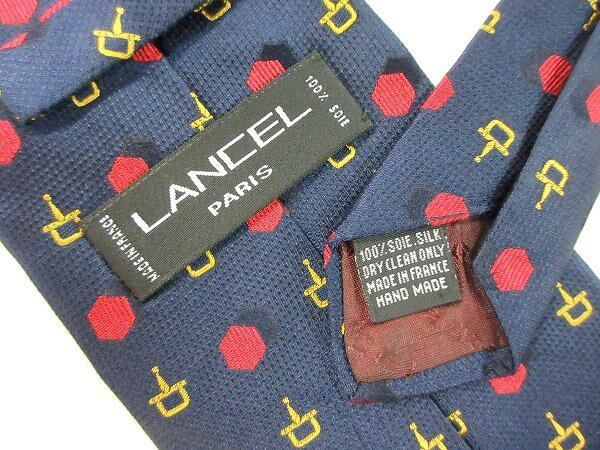 100% SOIE
LANCEL
PARIS
MADE IN FRANCE
100% SOIE. SILK
DRY CLEAN ONLY
MADE IN FRANCE
HAND MADE